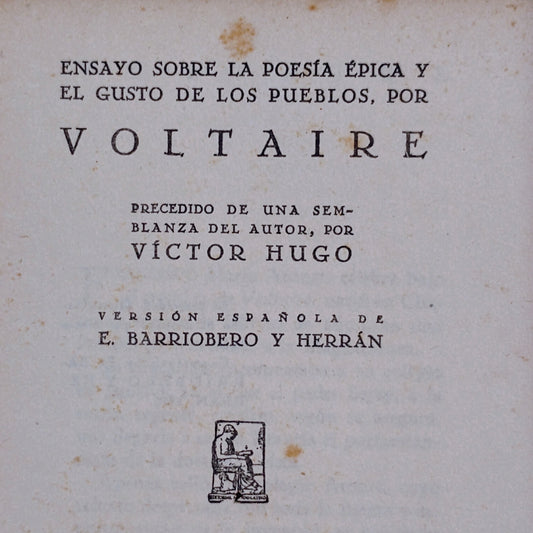 ENSAYO SOBRE LA POESÍA ÉPICA Y
EL GUSTO DE LOS PUEBLOS, POR
VOLTAIRE
PRECEDIDO DE UNA SEM-
BLANZA DEL AUTOR, POR
VÍCTOR HUGO
VERSIÓN ESPAÑOLA DE
E. BARRIOBERO Y HERRÁN